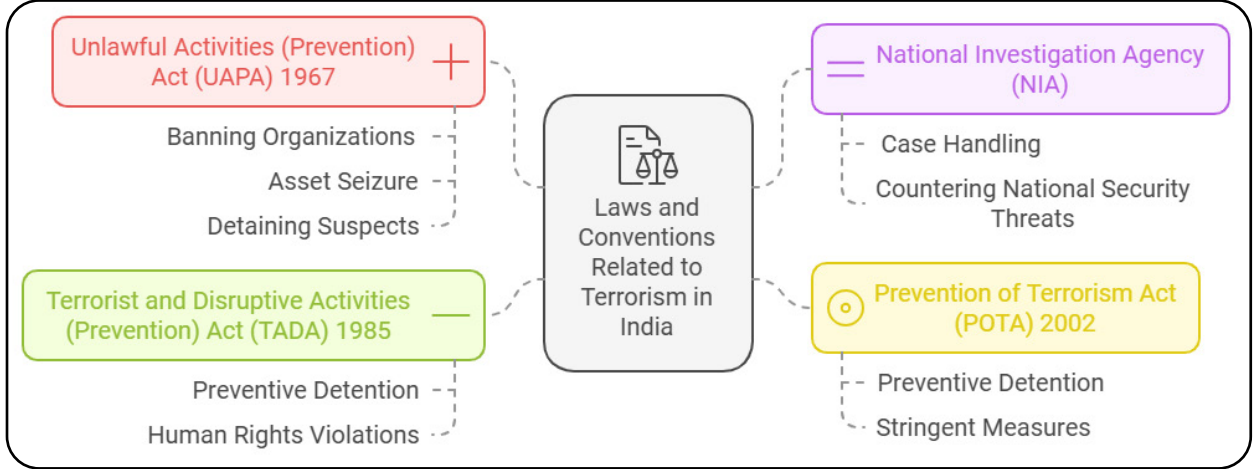 Unlawful Activities (Prevention)
Act (UAPA) 1967
Banning Organizations
Asset Seizure
Detaining Suspects
Terrorist and Disruptive Activities
(Prevention) Act (TADA) 1985
Preventive Detention
Human Rights Violations
Laws and
Conventions
Related to
Terrorism in
India
National Investigation Agency
(NIA)
Case Handling
Countering National Security
Threats
Prevention of Terrorism Act
(POTA) 2002
Preventive Detention
Stringent Measures